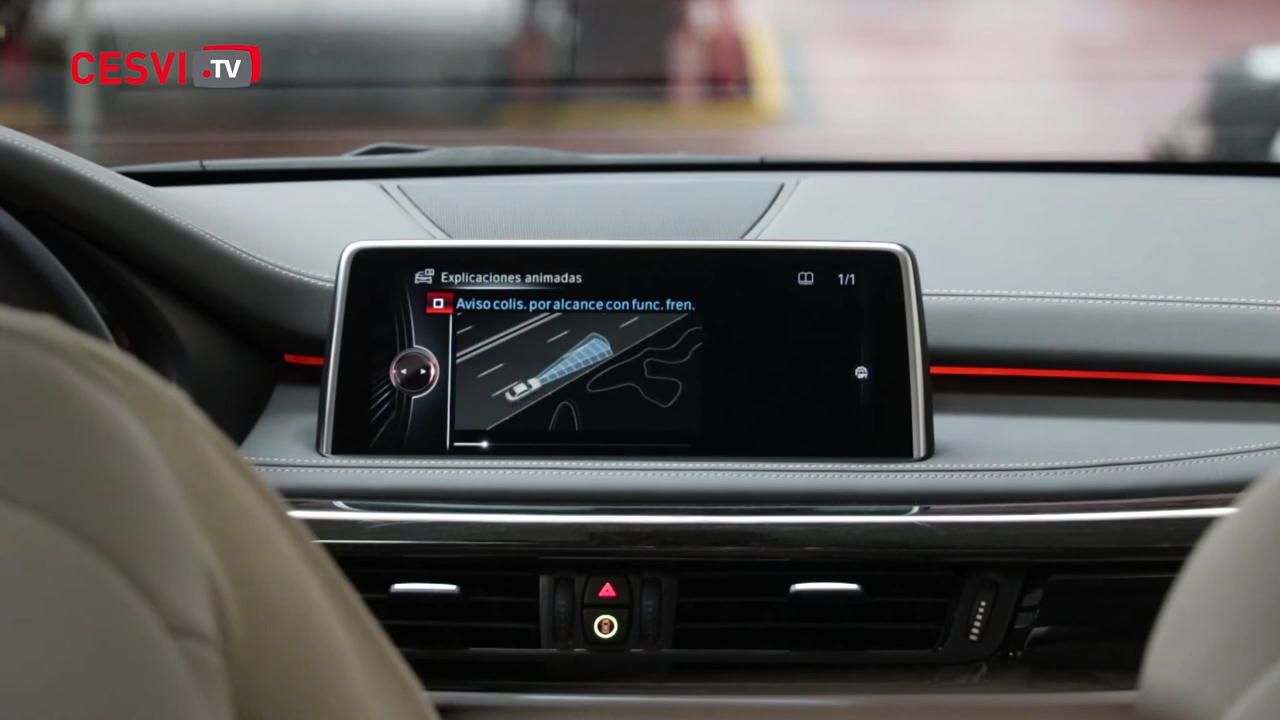 CESVI .TV
Explicaciones animadas
1/1
Aviso colis. por alcance con func. fren.